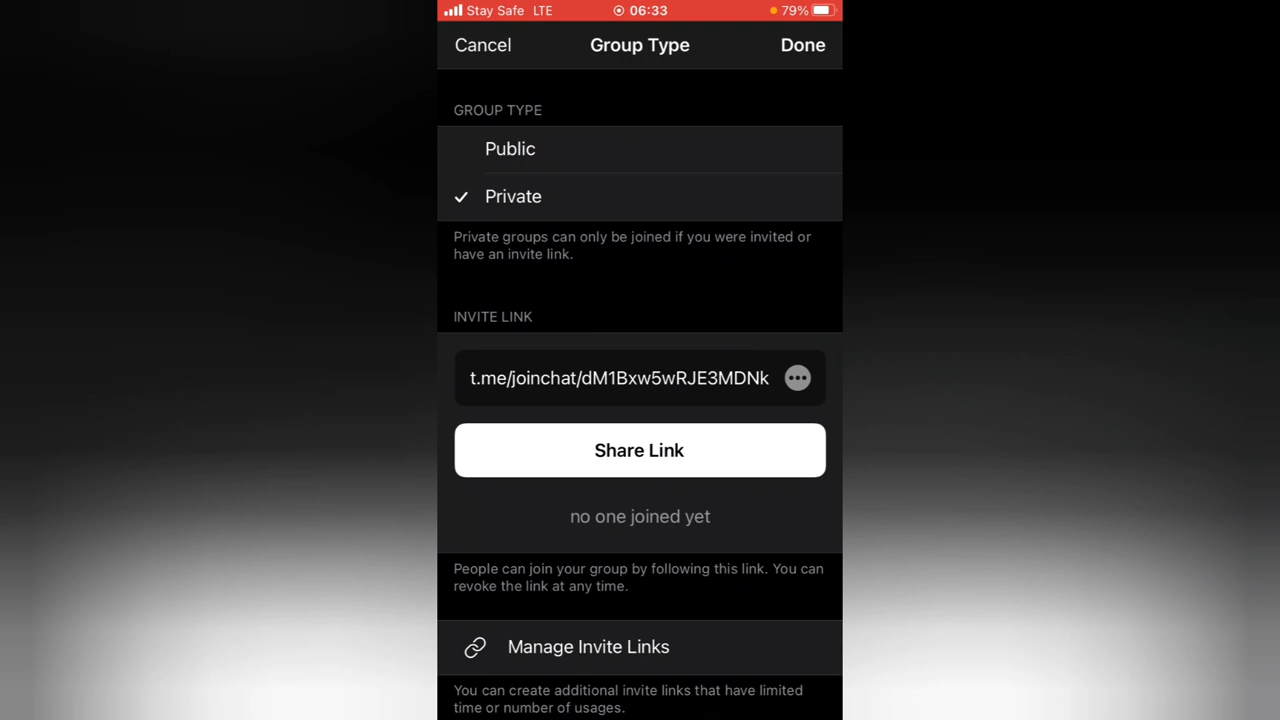 Stay Safe LTE 06:33 79%
Cancel Group Type Done
GROUP TYPE
Public
Private
Private groups can only be joined if you were invited or
have an invite link.
INVITE LINK
t.me/joinchat/dM1Bxw5wRJE3MDNk
Share Link
no one joined yet
People can join your group by following this link. You can
revoke the link at any time.
Manage Invite Links
You can create additional invite links that have limited
time or number of usages.